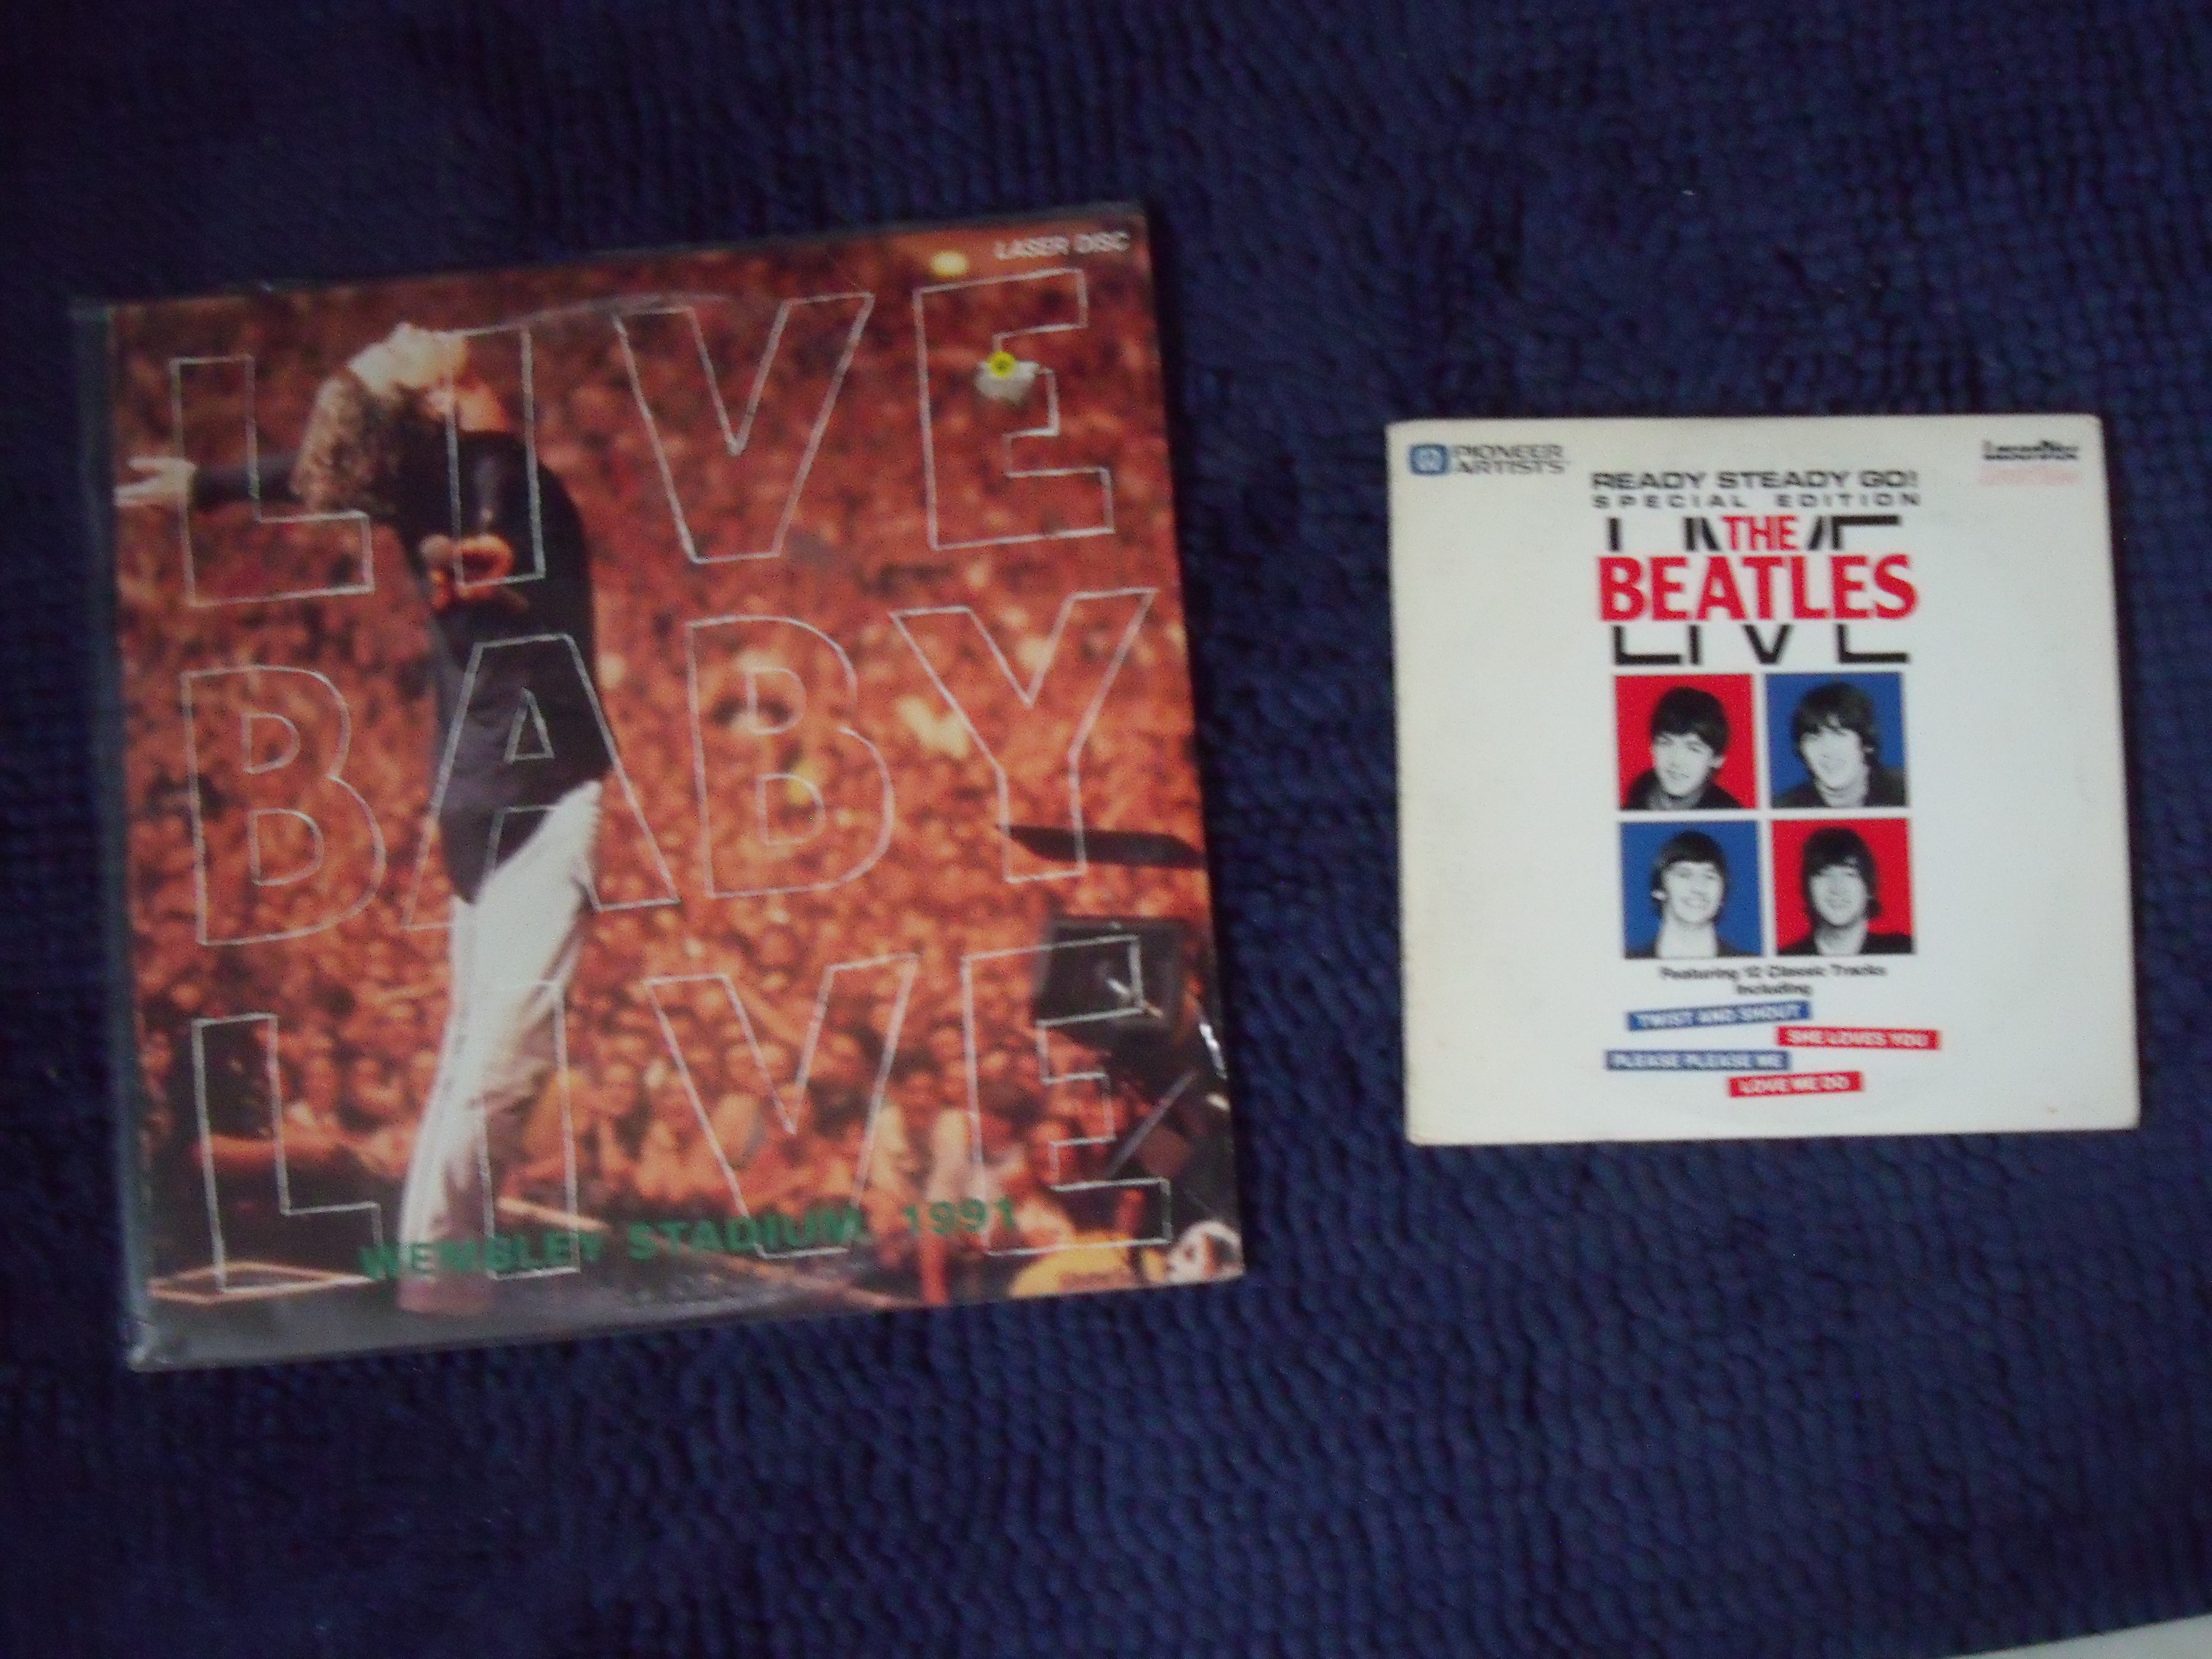 LASER DISC
LIVE
BABY
LIVE
WEMBLEY STADIUM, 1991
PIONEER
ARTISTS
LaserDisc
READY STEADY GO!
SPECIAL EDITION
LIVE
THE
BEATLES
LIVE
Featuring 12 Classic Tracks
Including
TWIST AND SHOUT
SHE LOVES YOU
PLEASE PLEASE ME
LOVE ME DO